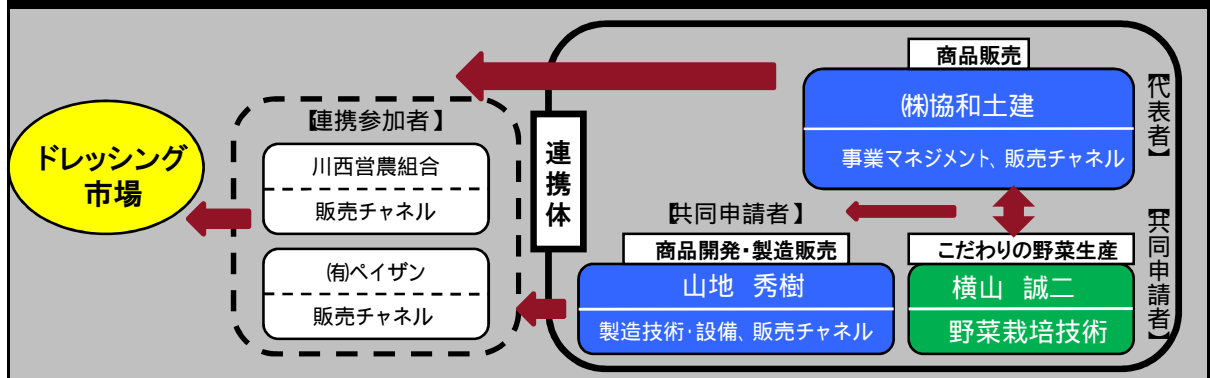 商品販売
㈱協和土建
事業マネジメント、販売チャネル
【代表者】
【連携参加者】
川西営農組合
販売チャネル
㈲ペイザン
販売チャネル
ドレッシング
市場
連携体
【共同申請者】
商品開発・製造販売
山地 秀樹
製造技術・設備、販売チャネル
こだわりの野菜生産
横山 誠二
野菜栽培技術
【共同申請者】